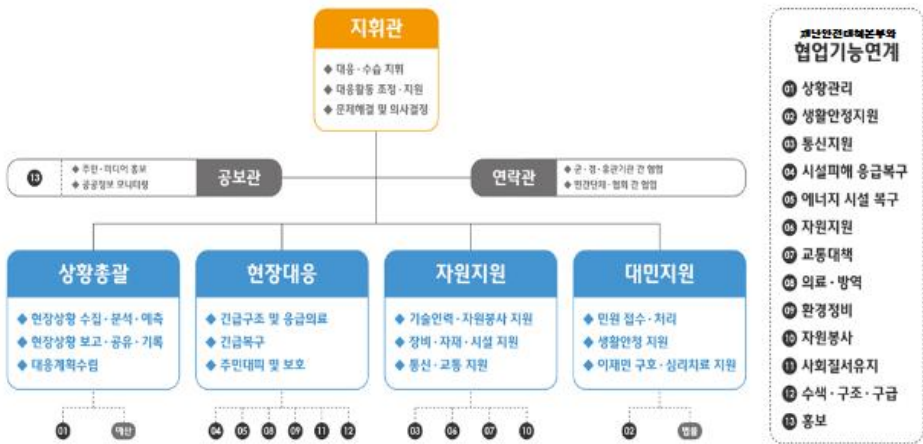 지휘관
◆ 대응·수습 지휘
◆ 대응활동 조정·지원
◆ 문제해결 및 의사결정
13
◆ 주민·미디어 홍보
◆ 공공정보 모니터링
공보관
연락관
◆ 군·경·유관기관 간 협업
◆ 민간단체·협회 간 협업
상황총괄
◆ 현장상황 수집·분석·예측
◆ 현장상황 보고·공유·기록
◆ 대응계획수립
01 예산
현장대응
◆ 긴급구조 및 응급의료
◆ 긴급복구
◆ 주민대피 및 보호
04 05 08 09 11 12
자원지원
◆ 기술인력·자원봉사 지원
◆ 장비·자재·시설 지원
◆ 통신·교통 지원
03 06 07 10
대민지원
◆ 민원 접수·처리
◆ 생활안정 지원
◆ 이재민 구호·심리치료 지원
02 법률
재난안전대책본부와
협업기능연계
01 상황관리
02 생활안정지원
03 통신지원
04 시설피해 응급복구
05 에너지 시설 복구
06 자원지원
07 교통대책
08 의료·방역
09 환경정비
10 자원봉사
11 사회질서유지
12 수색·구조·구급
13 홍보